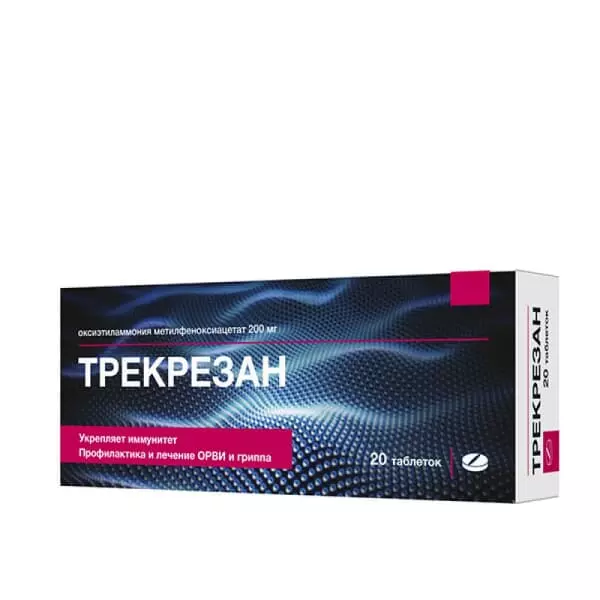 оксиэтиламмония метилфеноксиацетат 200 мг
ТРЕКРЕЗАН
Укрепляет иммунитет
Профилактика и лечение ОРВИ и гриппа
20 таблеток
ТРЕКРЕЗАН
20 таблеток